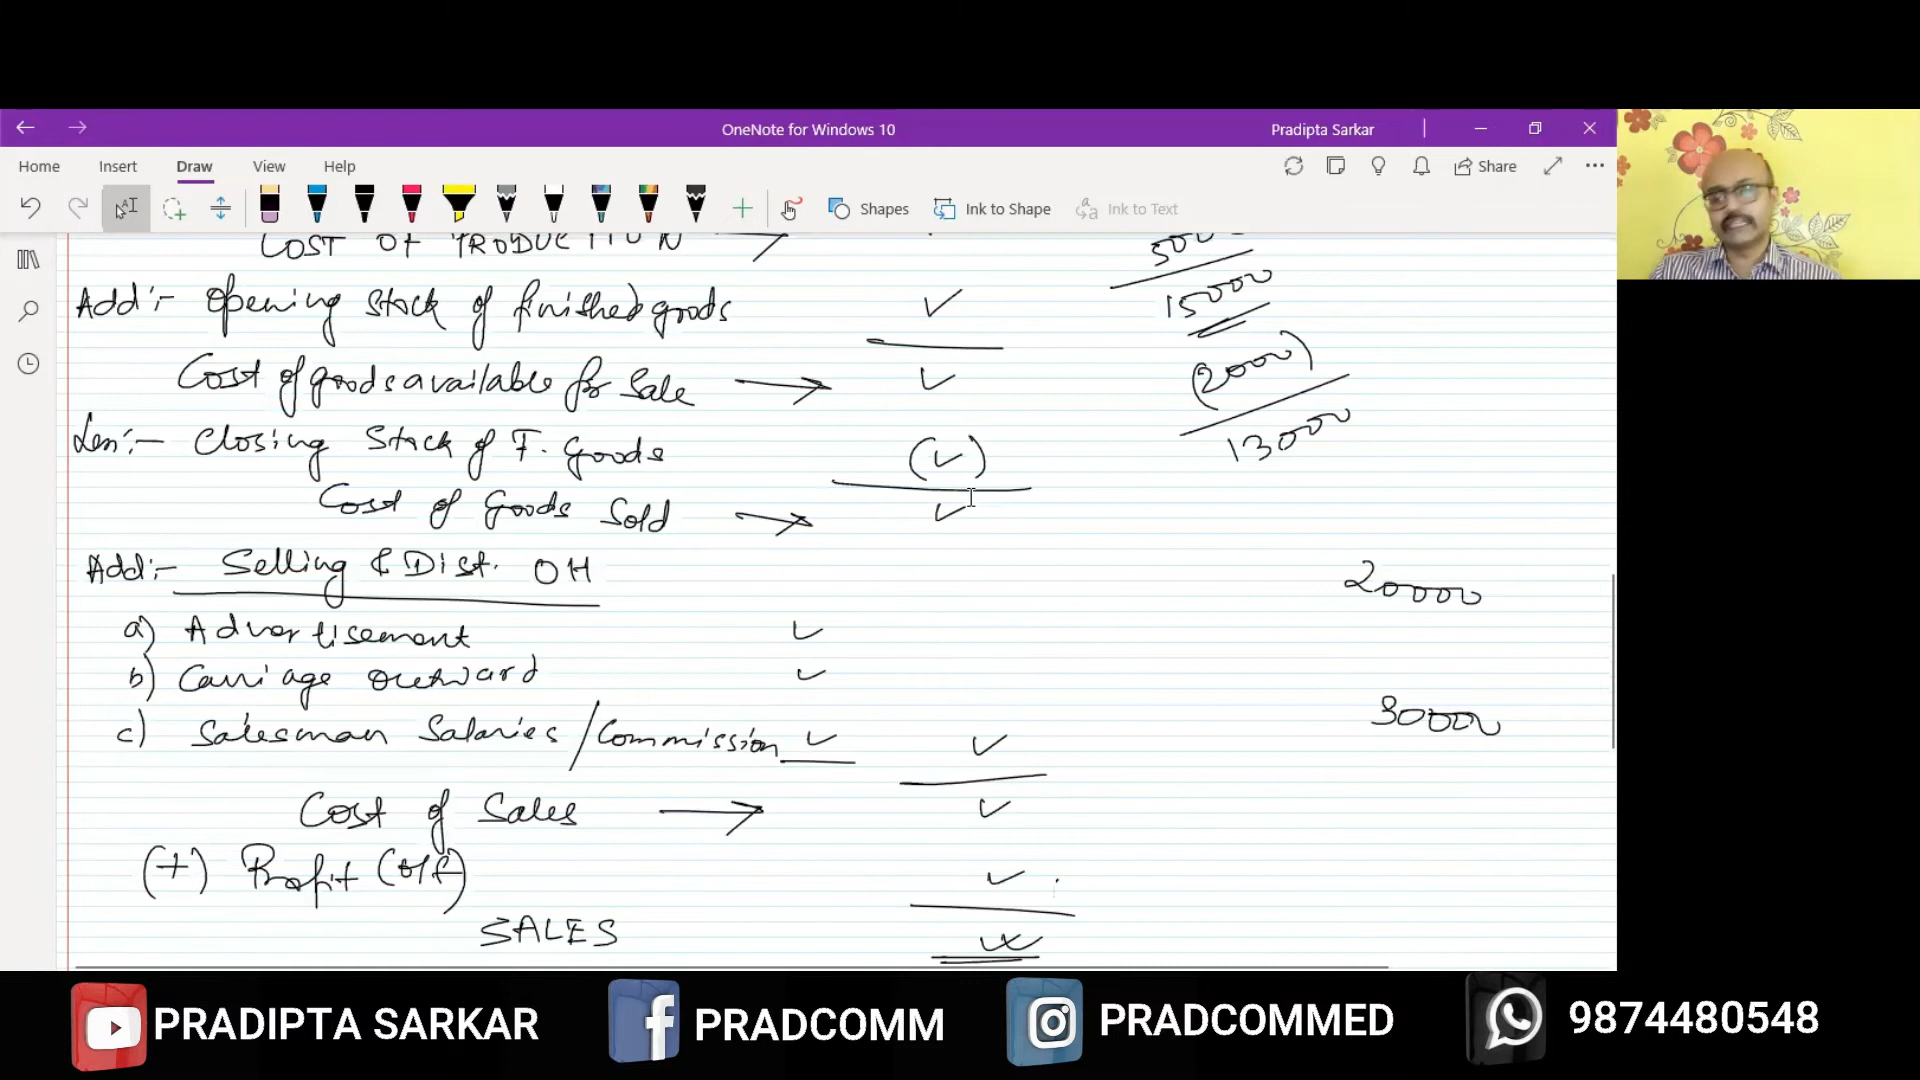 OneNote for Windows 10
Pradipta Sarkar
Home Insert Draw View Help
Share
Shapes
Ink to Shape
Ink to Text
COST OF PRODUCTION
Add:- Opening Stock of finished goods
15000
Cost of goods available for Sale
(2000)
13000
Less:- Closing Stock of F. Goods
Cost of Goods Sold
Add:- Selling & Dist. OH
20000
a) Advertisement
b) Carriage outward
c) Salesman Salaries/Commission
30000
Cost of Sales
(+) Profit (B/F)
SALES
PRADIPTA SARKAR
PRADCOMM
PRADCOMMED
9874480548